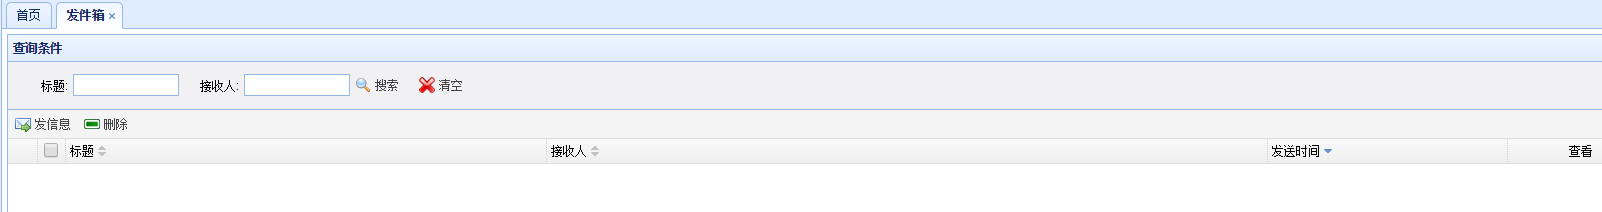 首页 发件箱
查询条件
标题: 接收人: 搜索 清空
发信息 删除
标题 接收人 发送时间 查看